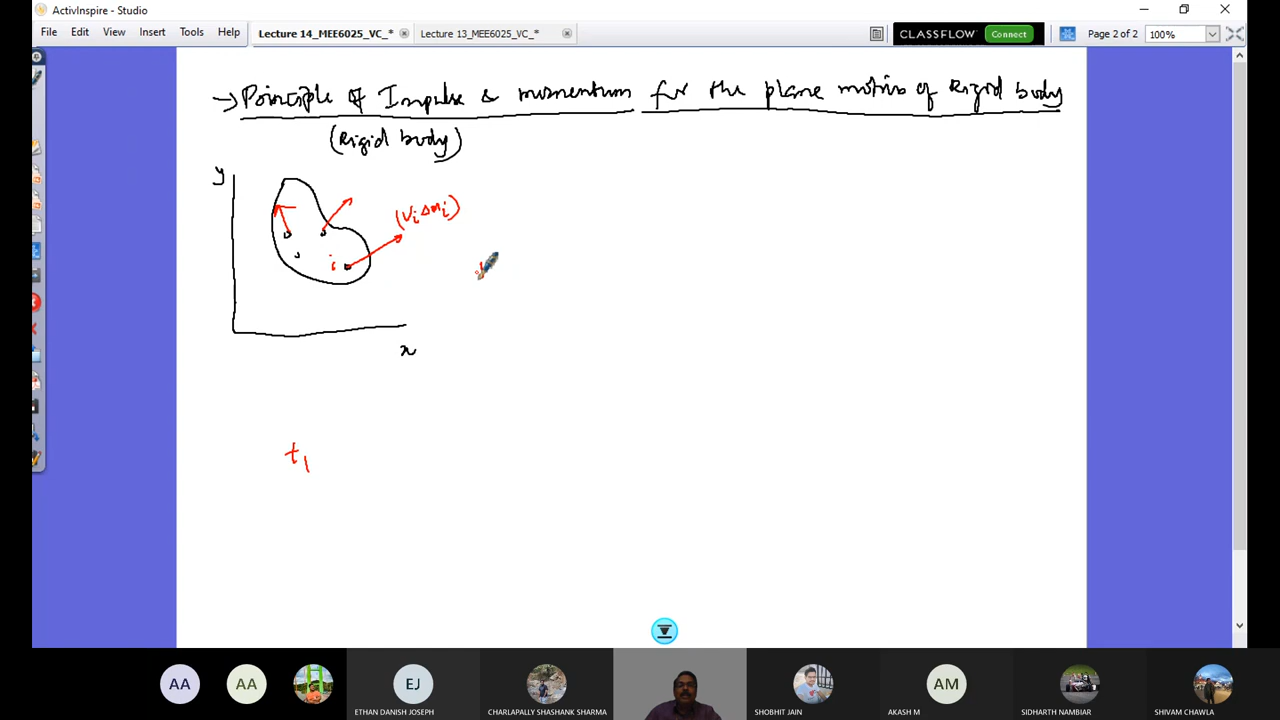 ActivInspire - Studio
File Edit View Insert Tools Help
Lecture 14_MEE6025_VC_*
Lecture 13_MEE6025_VC_*
CLASSFLOW Connect
Page 2 of 2
100%
→ Principle of Impulse & momentum for the plane motion of Rigid body
(Rigid body)
y
(Vi Δmi)
i
x
t1
AA
AA
EJ
AM
ETHAN DANISH JOSEPH
CHARLAPALLY SHASHANK SHARMA
SHOBHIT JAIN
AKASH M
SIDHARTH NAMBIAR
SHIVAM CHAWLA